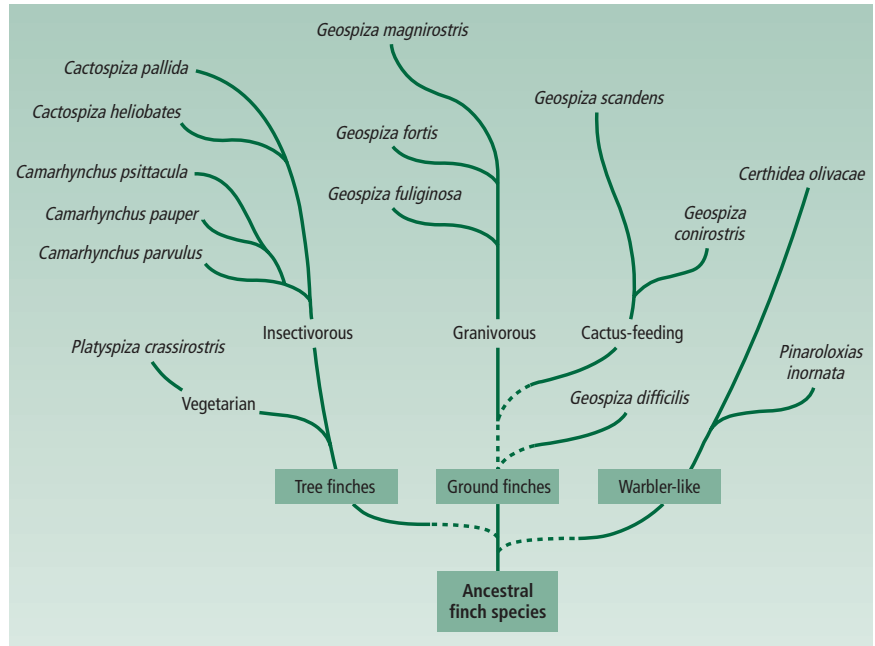 Geospiza magnirostris
Cactospiza pallida
Geospiza scandens
Cactospiza heliobates
Geospiza fortis
Camarhynchus psittacula
Certhidea olivacae
Geospiza fuliginosa
Camarhynchus pauper
Geospiza
conirostris
Camarhynchus parvulus
Insectivorous
Granivorous
Cactus-feeding
Platyspiza crassirostris
Pinaroloxias
inornata
Vegetarian
Geospiza difficilis
Tree finches
Ground finches
Warbler-like
Ancestral
finch species